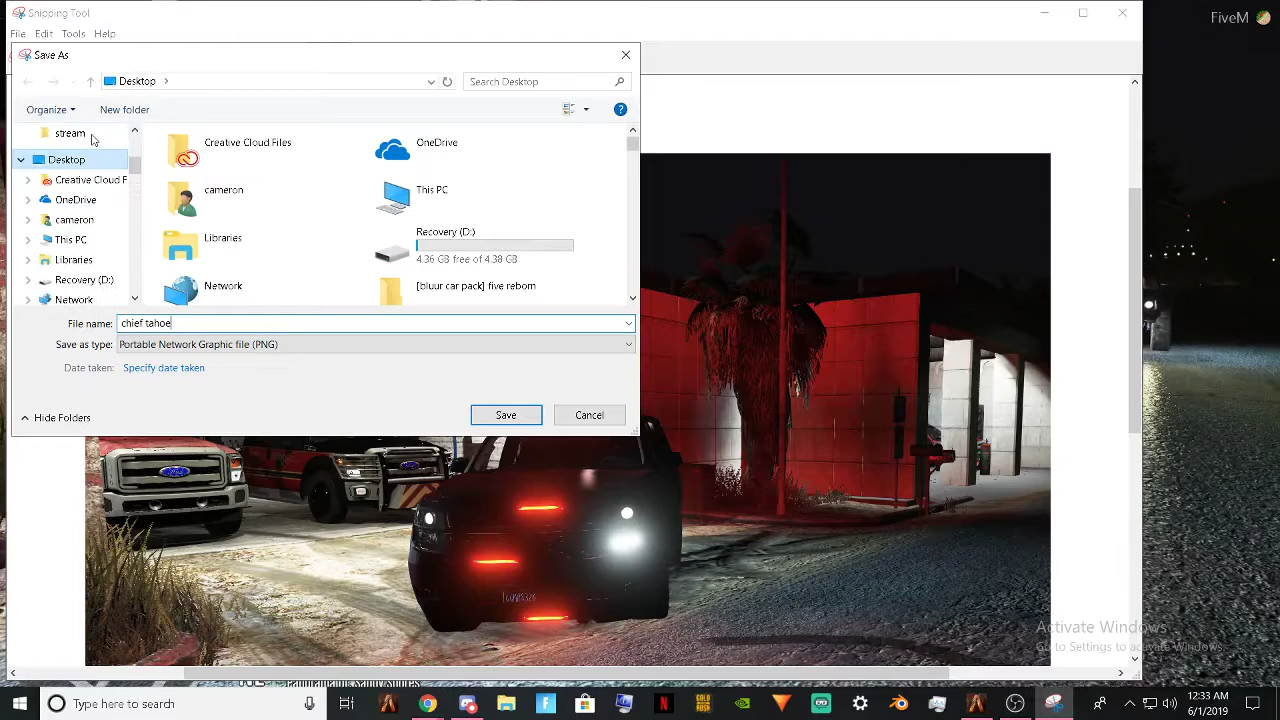 Snipping Tool
FiveM
File Edit Tools Help
Save As
Desktop
Search Desktop
Organize New folder
stream
Desktop
Creative Cloud F
OneDrive
cameron
This PC
Libraries
Recovery (D:)
Network
Creative Cloud Files
OneDrive
cameron
This PC
Libraries
Recovery (D:)
4.36 GB free of 4.38 GB
Network
[bluur car pack] five reborn
File name: chief tahoe
Save as type: Portable Network Graphic file (PNG)
Date taken: Specify date taken
Hide Folders
Save
Cancel
Activate Windows
Go to Settings to activate Windows.
Type here to search
12:33 AM
6/1/2019